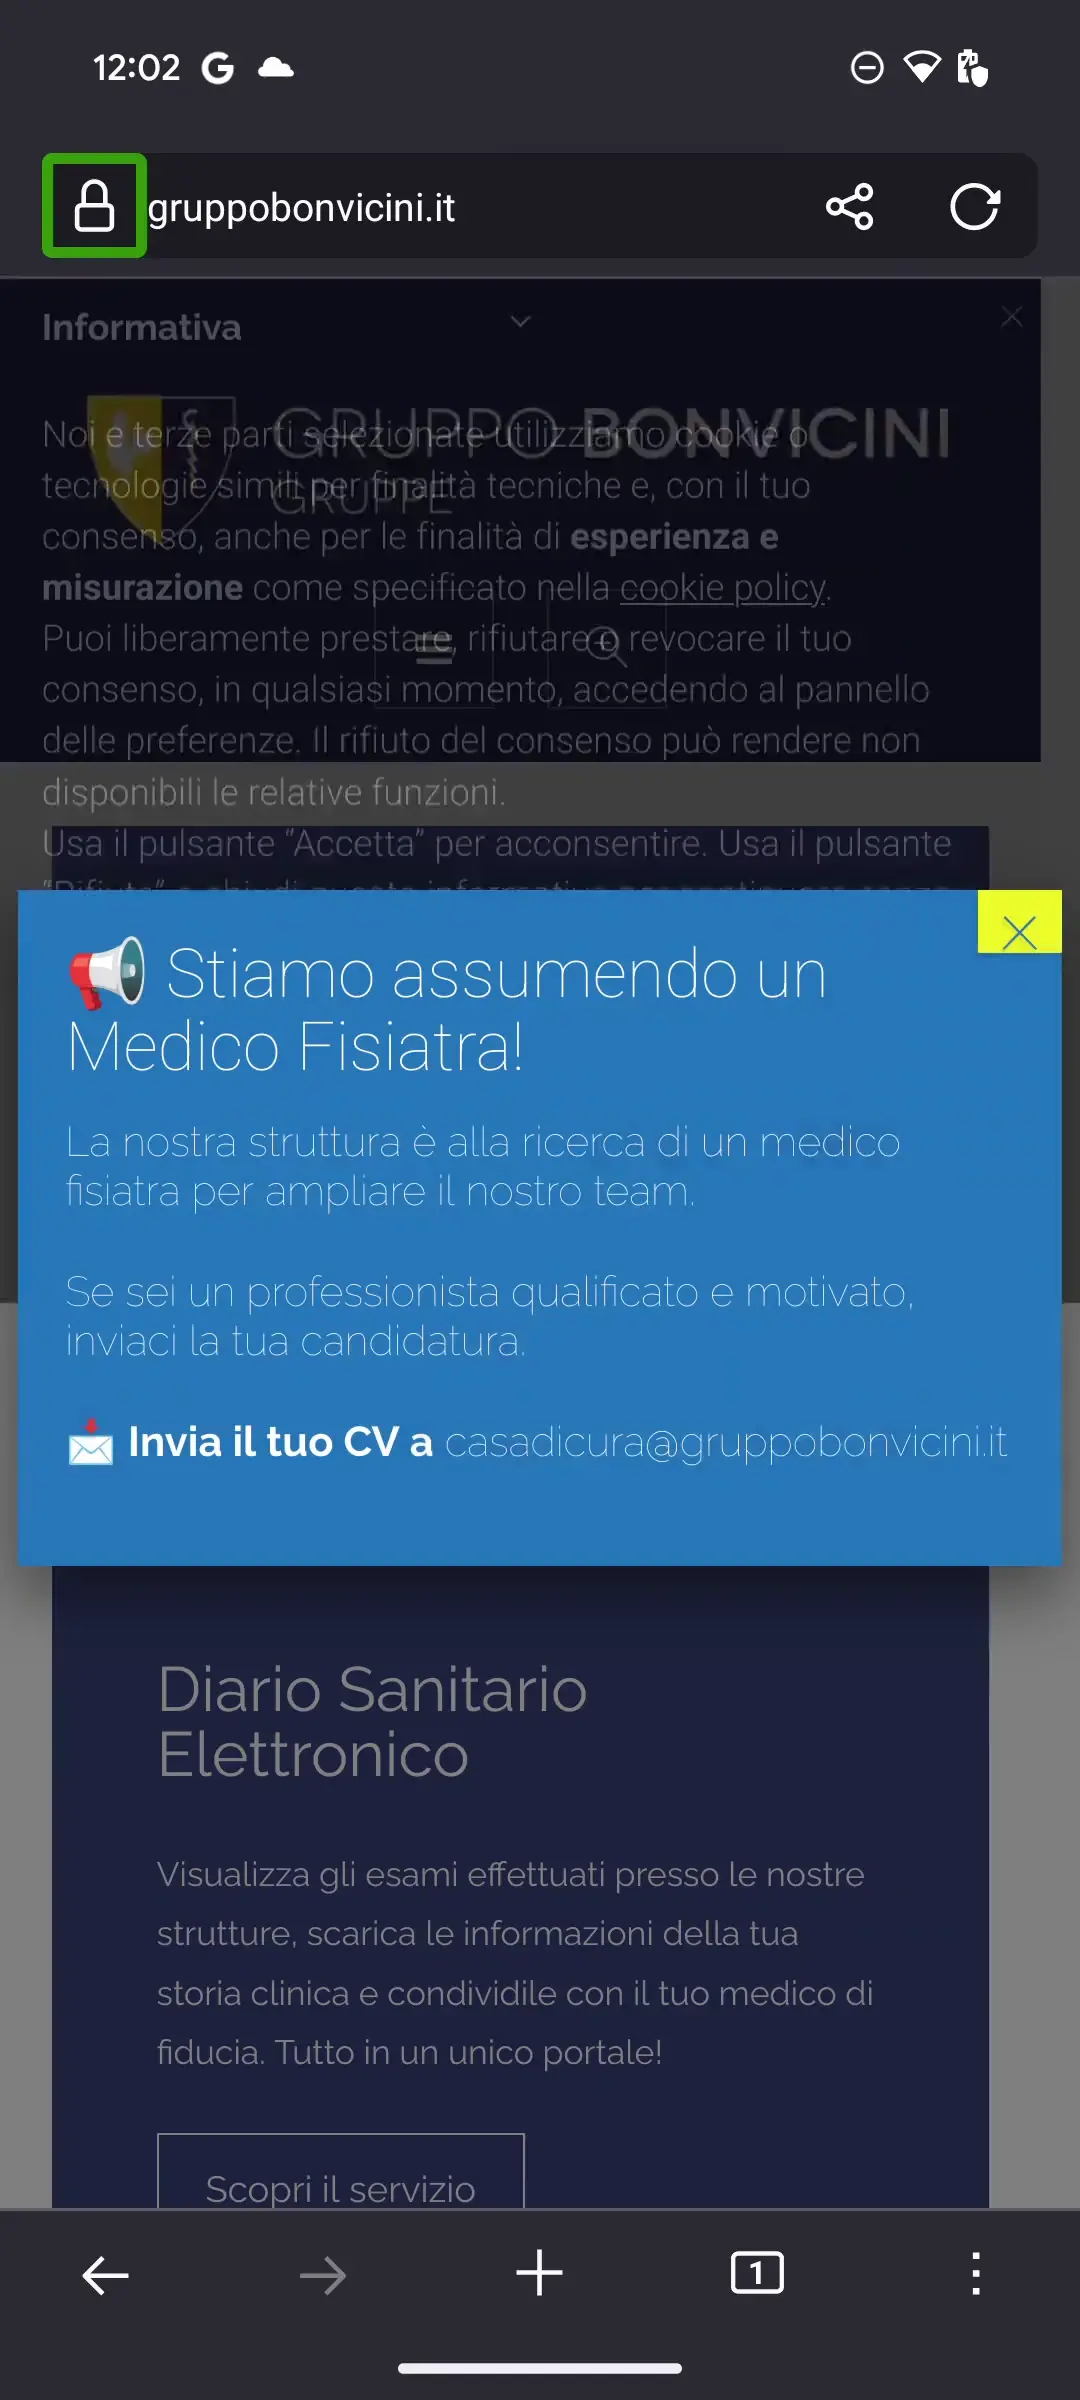 12:02
gruppobonvicini.it
Informativa
GRUPPO BONVICINI
GRUPPE
Noi e terze parti selezionate utilizziamo cookie o
tecnologie simili per finalità tecniche e, con il tuo
consenso, anche per le finalità di esperienza e
misurazione come specificato nella cookie policy.
Puoi liberamente prestare, rifiutare o revocare il tuo
consenso, in qualsiasi momento, accedendo al pannello
delle preferenze. Il rifiuto del consenso può rendere non
disponibili le relative funzioni.
Usa il pulsante “Accetta” per acconsentire. Usa il pulsante
📢 Stiamo assumendo un
Medico Fisiatra!
La nostra struttura è alla ricerca di un medico
fisiatra per ampliare il nostro team.
Se sei un professionista qualificato e motivato,
inviaci la tua candidatura.
📩 Invia il tuo CV a casadicura@gruppobonvicini.it
Diario Sanitario
Elettronico
Visualizza gli esami effettuati presso le nostre
strutture, scarica le informazioni della tua
storia clinica e condividile con il tuo medico di
fiducia. Tutto in un unico portale!
Scopri il servizio
1